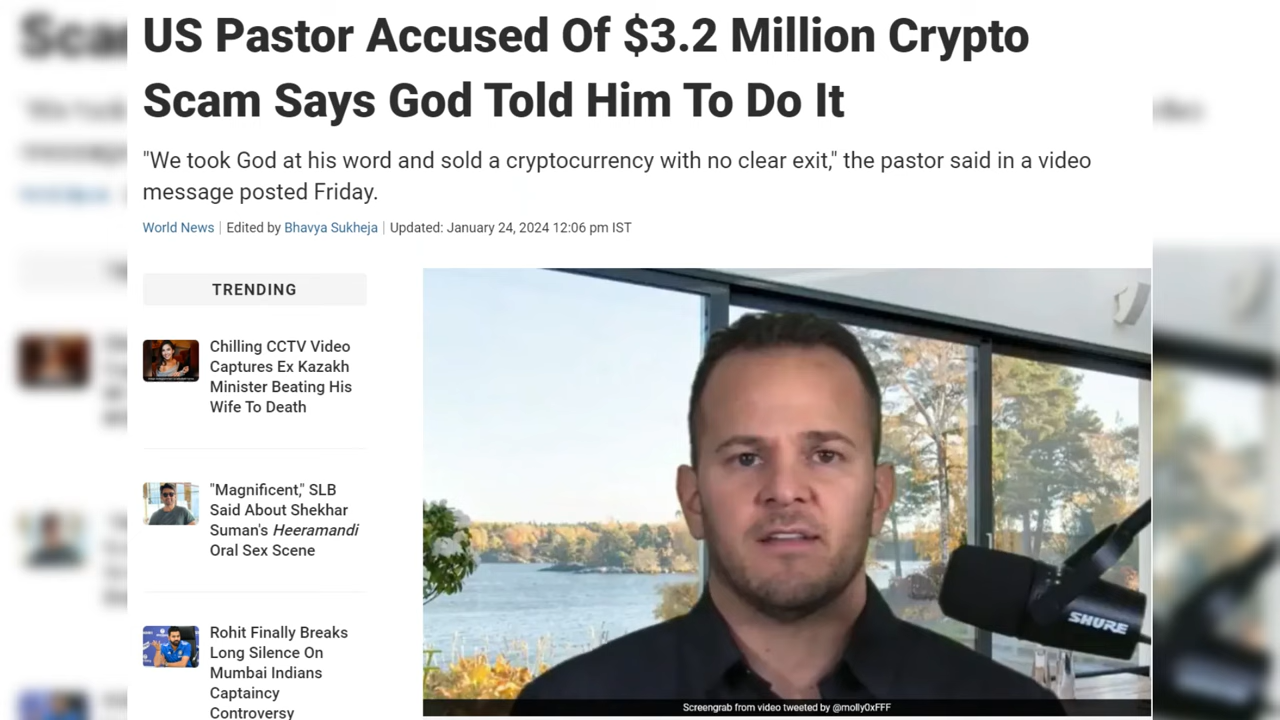 US Pastor Accused Of $3.2 Million Crypto
Scam Says God Told Him To Do It
"We took God at his word and sold a cryptocurrency with no clear exit," the pastor said in a video
message posted Friday.
World News | Edited by Bhavya Sukheja | Updated: January 24, 2024 12:06 pm IST
TRENDING
Chilling CCTV Video
Captures Ex Kazakh
Minister Beating His
Wife To Death
"Magnificent," SLB
Said About Shekhar
Suman's Heeramandi
Oral Sex Scene
Rohit Finally Breaks
Long Silence On
Mumbai Indians
Captaincy
Controversy
SHURE
Screengrab from video tweeted by @molly0xFFF